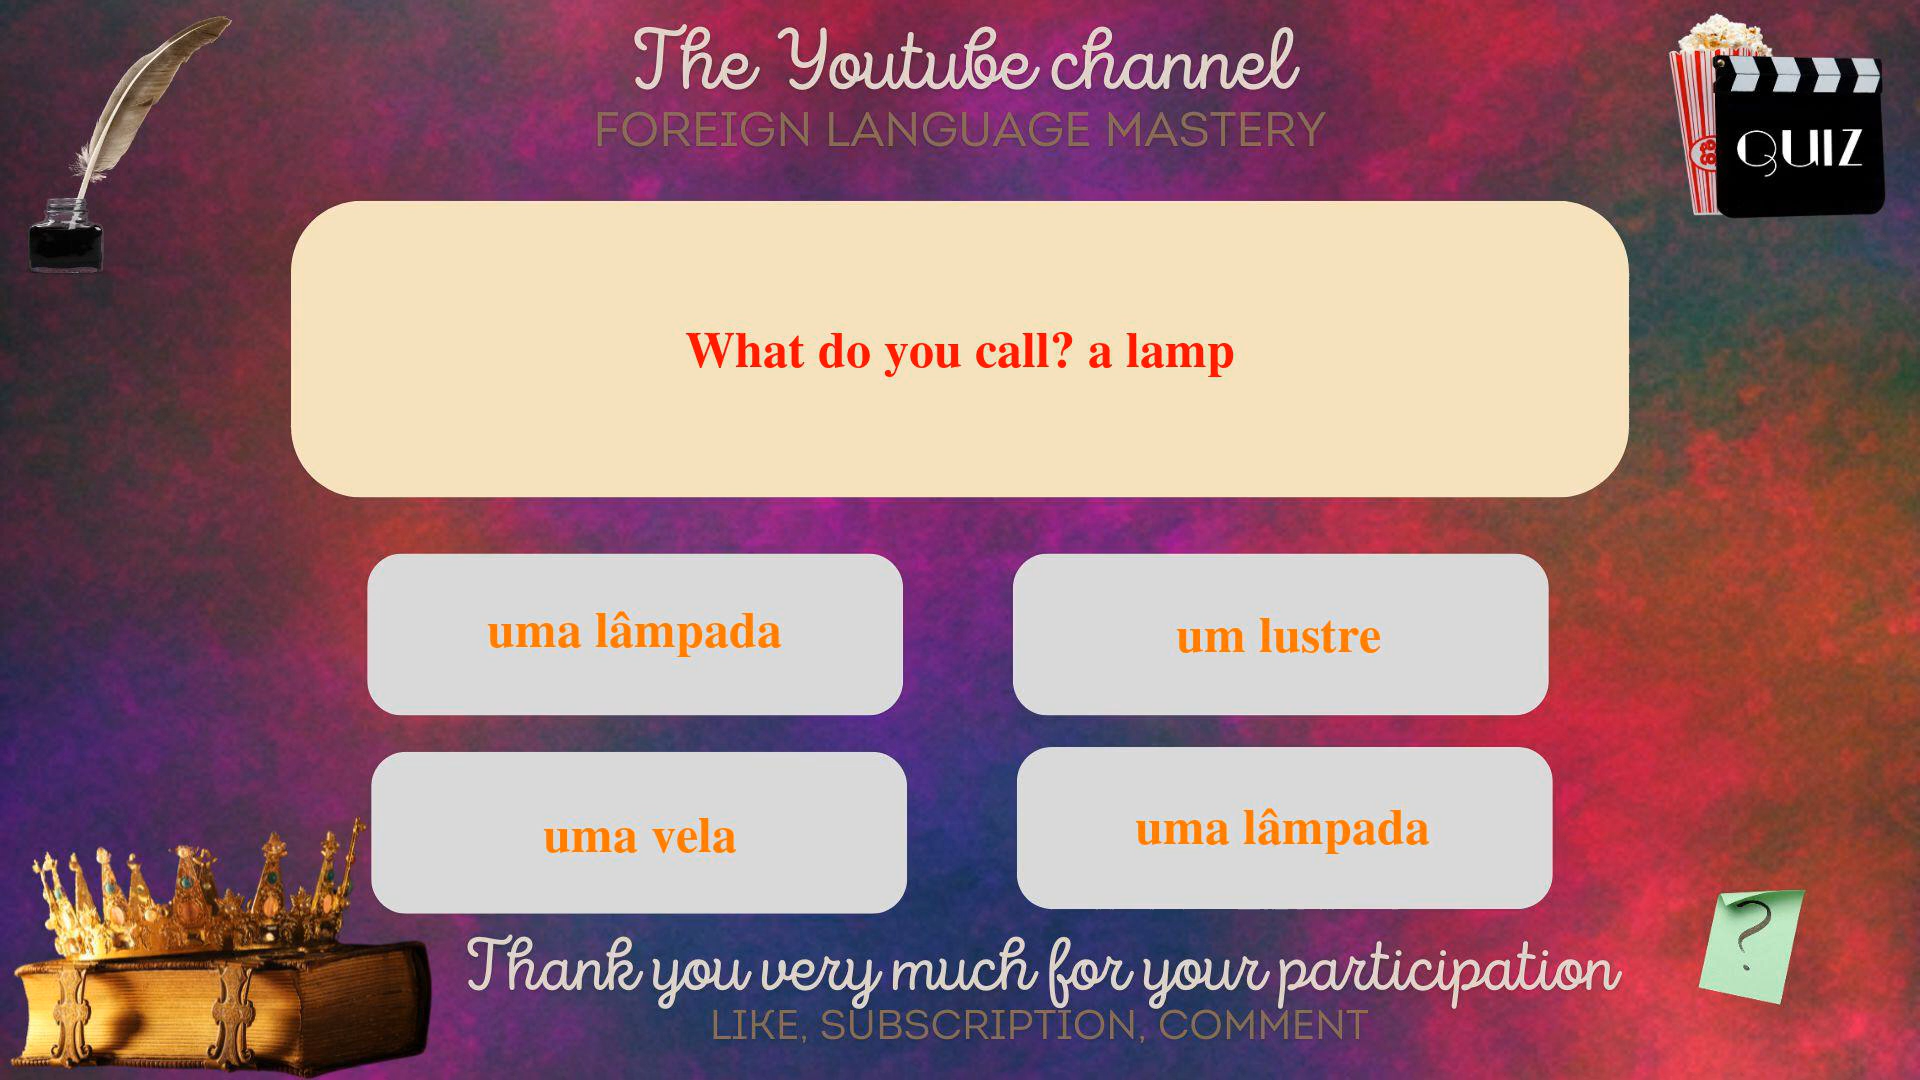 The Youtube channel
FOREIGN LANGUAGE MASTERY
QUIZ
What do you call? a lamp
uma lâmpada
um lustre
uma vela
uma lâmpada
?
Thank you very much for your participation
LIKE, SUBSCRIPTION, COMMENT